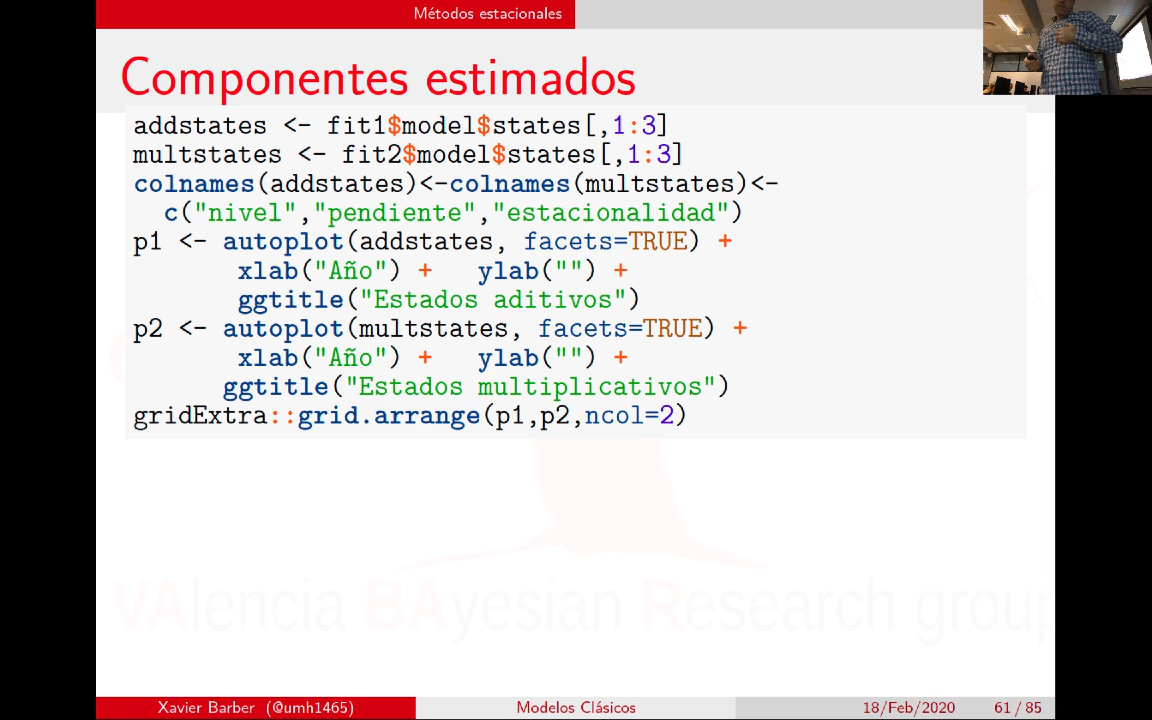 Métodos estacionales
Componentes estimados
addstates <- fit1$model$states[,1:3]
multstates <- fit2$model$states[,1:3]
colnames(addstates)<-colnames(multstates)<-
c("nivel","pendiente","estacionalidad")
p1 <- autoplot(addstates, facets=TRUE) +
xlab("Año") + ylab("") +
ggtitle("Estados aditivos")
p2 <- autoplot(multstates, facets=TRUE) +
xlab("Año") + ylab("") +
ggtitle("Estados multiplicativos")
gridExtra::grid.arrange(p1,p2,ncol=2)
VAlencia BAyesian Research group
Xavier Barber (@umh1465) Modelos Clásicos 18/Feb/2020 61 / 85